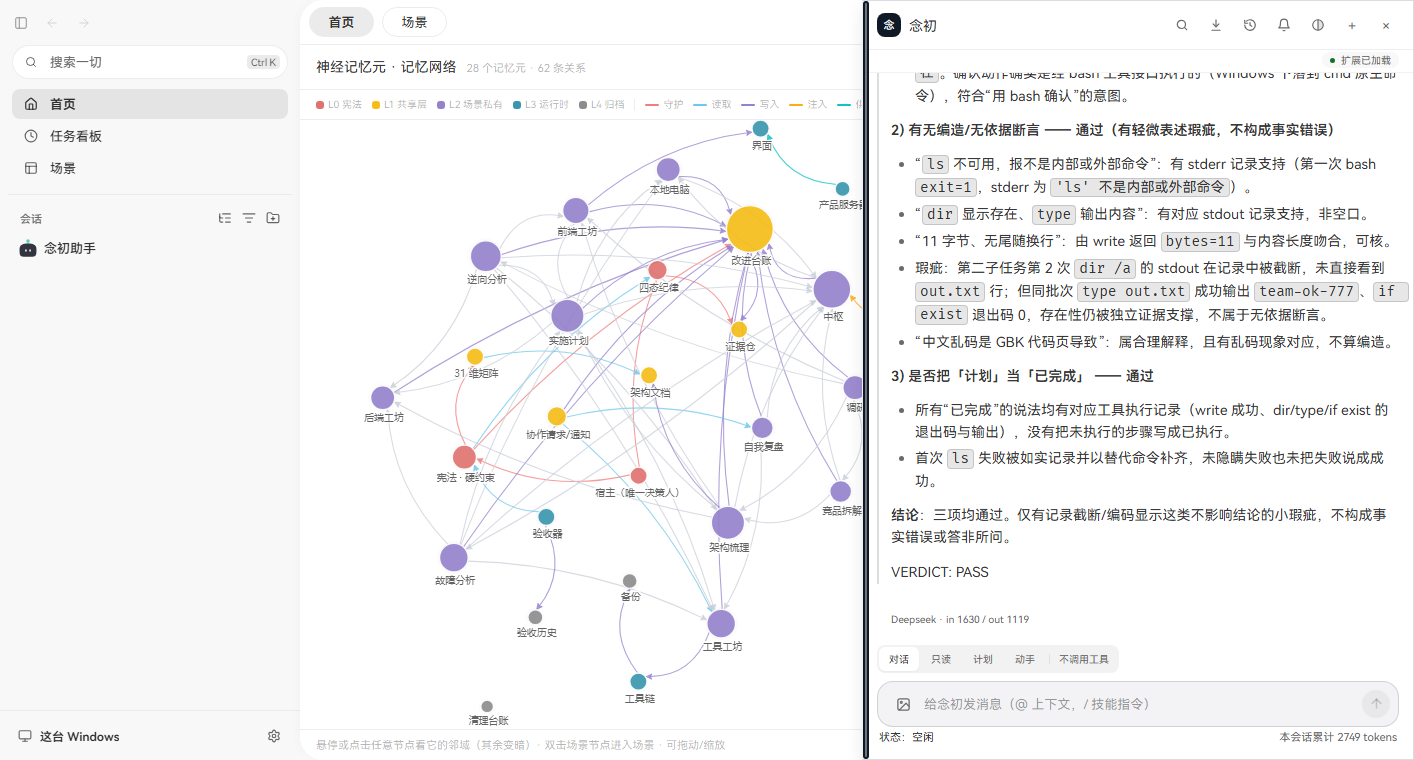 搜索一切
Ctrl K
首页
任务看板
场景
会话
念初助手
这台 Windows
首页
场景
神经记忆元 · 记忆网络
28 个记忆元 · 62 条关系
L0 宪法
L1 共享层
L2 场景私有
L3 运行时
L4 归档
守护
读取
写入
注入
界面
本地电脑
产品服务
前端工坊
改进台账
逆向分析
四态纪律
中枢
实施计划
证据仓
31-维矩阵
架构文档
调研
后端工坊
协作请求/通知
自我复盘
宪法 · 硬约束
宿主（唯一决策人）
竞品拆解
验收器
架构梳理
故障分析
备份
验收历史
工具工坊
工具链
清理台账
悬停或点击任意节点看它的邻域（其余变暗） · 双击场景节点进入场景 · 可拖动/缩放
念
念初
扩展已加载
在 。确认动作确实是经 bash 工具接口执行的（Windows 下落到 cmd 原生命
令），符合“用 bash 确认”的意图。
2) 有无编造/无依据断言 —— 通过（有轻微表述瑕疵，不构成事实错误）
“ ls 不可用，报不是内部或外部命令”：有 stderr 记录支持（第一次 bash
exit=1，stderr 为 'ls' 不是内部或外部命令）。
“ dir 显示存在、type 输出内容”：有对应 stdout 记录支持，非空口。
“11 字节、无尾随换行”：由 write 返回 bytes=11 与内容长度吻合，可核。
瑕疵：第二子任务第 2 次 dir /a 的 stdout 在记录中被截断，未直接看到
out.txt 行；但同批次 type out.txt 成功输出 team-ok-777、if
exist 退出码 0，存在性仍被独立证据支撑，不属于无依据断言。
“中文乱码是 GBK 代码页导致”：属合理解释，且有乱码现象对应，不算编造。
3) 是否把「计划」当「已完成」 —— 通过
所有“已完成”的说法均有对应工具执行记录（write 成功、dir/type/if exist 的
退出码与输出），没有把未执行的步骤写成已执行。
首次 ls 失败被如实记录并以替代命令补齐，未隐瞒失败也未把失败说成成
功。
结论：三项均通过。仅有记录截断/编码显示这类不影响结论的小瑕疵，不构成事
实错误或答非所问。
VERDICT: PASS
Deepseek · in 1630 / out 1119
对话
只读
计划
动手
不调用工具
给念初发消息（@ 上下文，/ 技能指令）
状态：空闲
本会话累计 2749 tokens